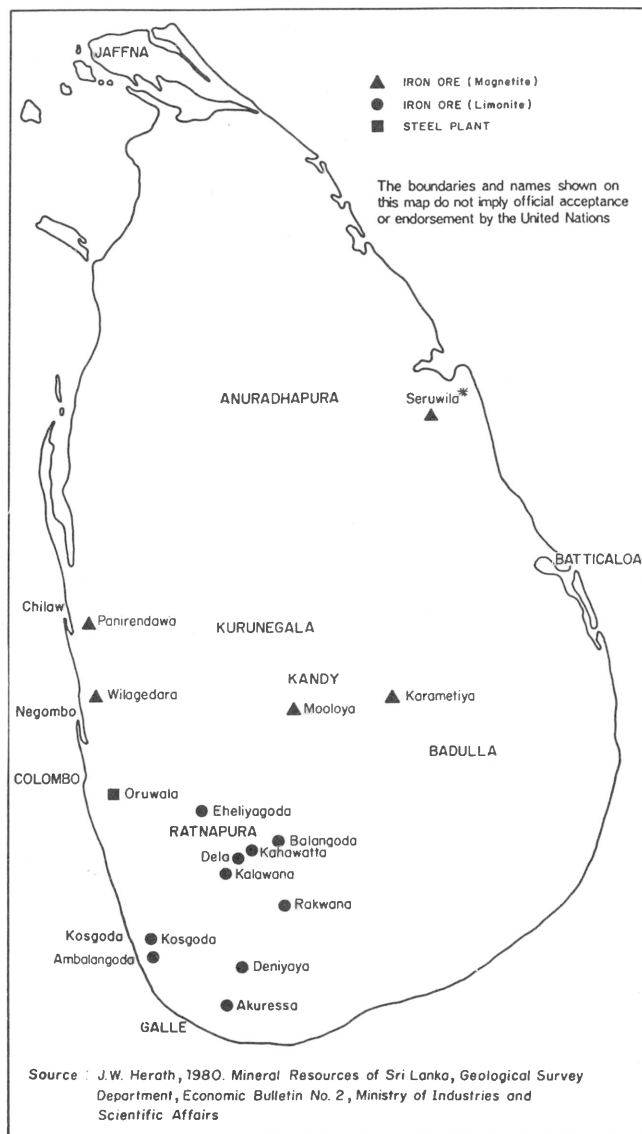 JAFFNA
IRON ORE (Magnetite)
IRON ORE (Limonite)
STEEL PLANT
The boundaries and names shown on
this map do not imply official acceptance
or endorsement by the United Nations
ANURADHAPURA
Seruwila*
BATTICALOA
Chilaw
Panirendawa
KURUNEGALA
KANDY
Wilagedara
Karametiya
Negombo
Mooloya
BADULLA
COLOMBO
Oruwala
Eheliyagoda
RATNAPURA
Balangoda
Kahawatta
Dela
Kalawana
Rakwana
Kosgoda
Kosgoda
Ambalangoda
Deniyaya
Akuressa
GALLE
Source : J.W. Herath, 1980. Mineral Resources of Sri Lanka, Geological Survey
Department, Economic Bulletin No. 2, Ministry of Industries and
Scientific Affairs